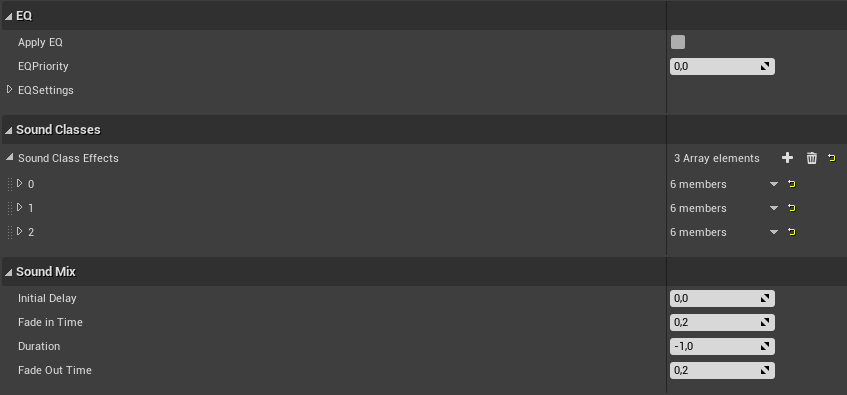 EQ
Apply EQ
EQPriority 0,0
EQSettings
Sound Classes
Sound Class Effects 3 Array elements
0 6 members
1 6 members
2 6 members
Sound Mix
Initial Delay 0,0
Fade in Time 0,2
Duration -1,0
Fade Out Time 0,2